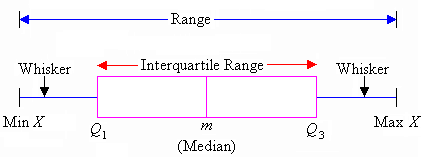 Range
Whisker
Interquartile Range
Whisker
Min X
Q1
m
Q3
Max X
(Median)